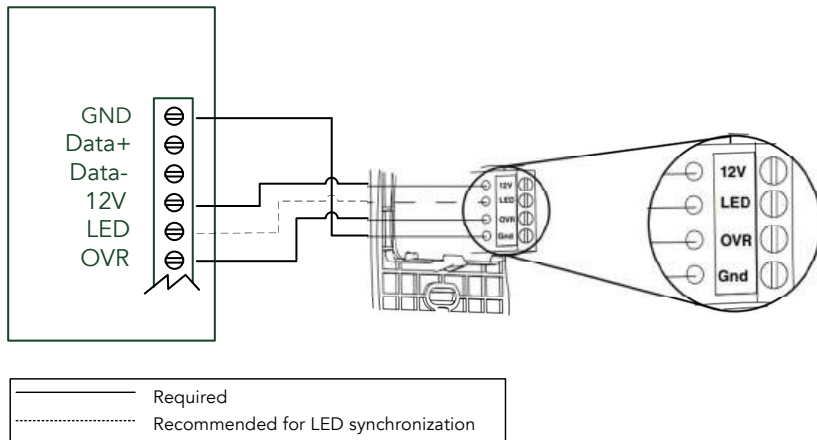 GND
Data+
Data-
12V
LED
OVR
12V
LED
OVR
Gnd
12V
LED
OVR
Gnd
Required
Recommended for LED synchronization